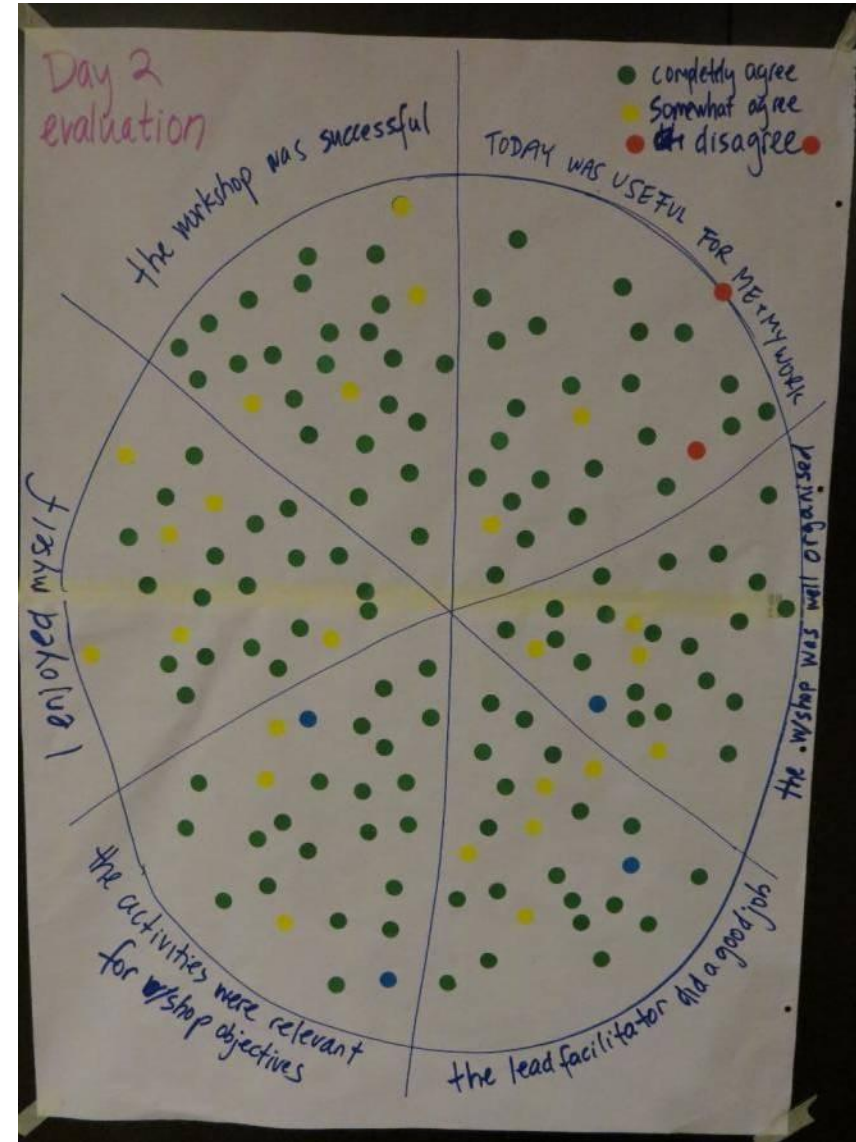 Day 2
evaluation
completly agree
Somewhat agree
disagree
the workshop was successful
TODAY WAS USEFUL FOR ME+MY WORK
the w/shop was well organised
the lead facilitator did a good job
the activities were relevant
for w/shop objectives
I enjoyed myself